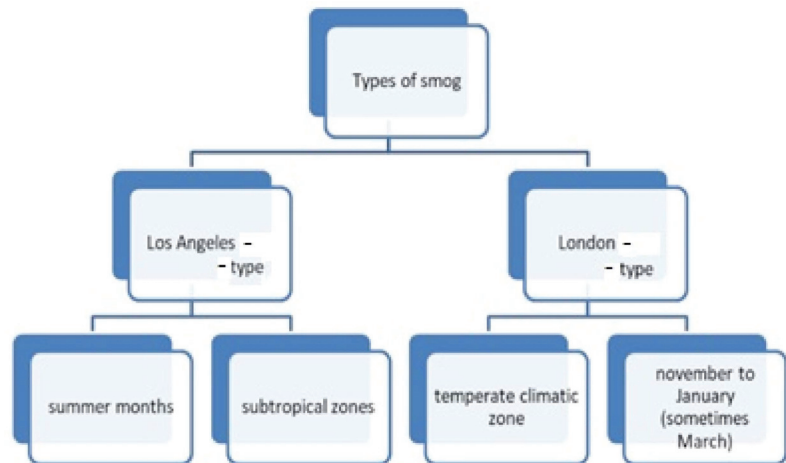 Types of smog
Los Angeles -
- type
London -
- type
summer months
subtropical zones
temperate climatic
zone
november to
January
(sometimes
March)